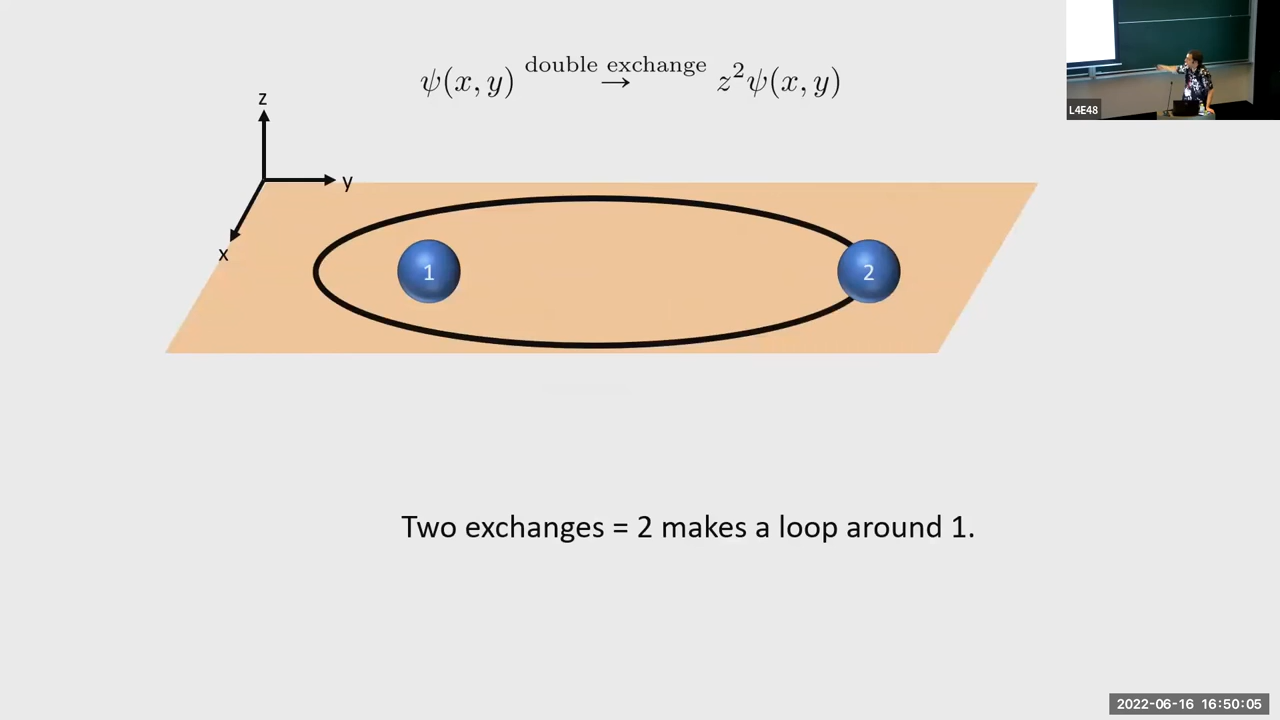 ψ(x, y) double exchange → z²ψ(x, y)
L4E48
z
y
x
1
2
Two exchanges = 2 makes a loop around 1.
2022-06-16 16:50:05